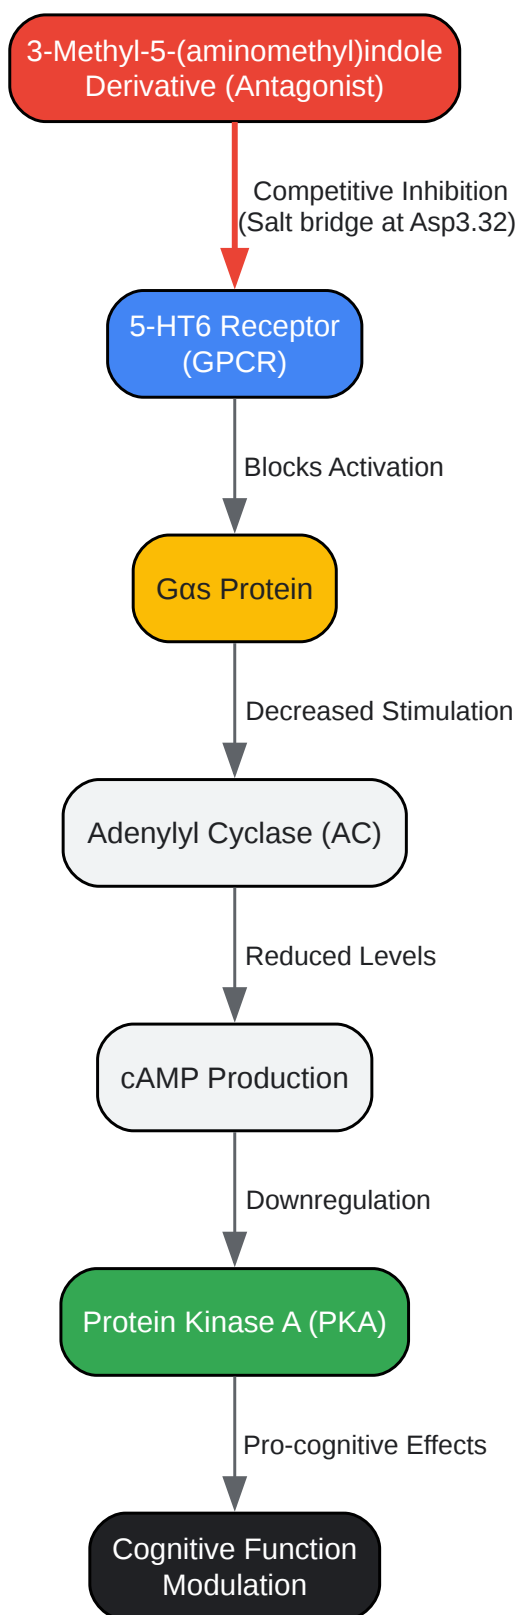 3-Methyl-5-(aminomethyl)indole
Derivative (Antagonist)
Competitive Inhibition
(Salt bridge at Asp3.32)
5-HT6 Receptor
(GPCR)
Blocks Activation
Gαs Protein
Decreased Stimulation
Adenylyl Cyclase (AC)
Reduced Levels
cAMP Production
Downregulation
Protein Kinase A (PKA)
Pro-cognitive Effects
Cognitive Function
Modulation